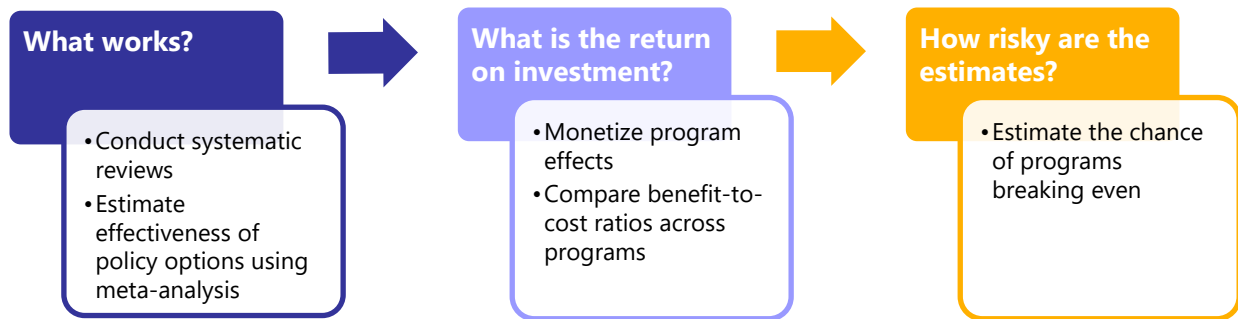 What works?
•Conduct systematic
reviews
•Estimate
effectiveness of
policy options using
meta-analysis
What is the return
on investment?
•Monetize program
effects
•Compare benefit-to-
cost ratios across
programs
How risky are the
estimates?
•Estimate the chance
of programs
breaking even